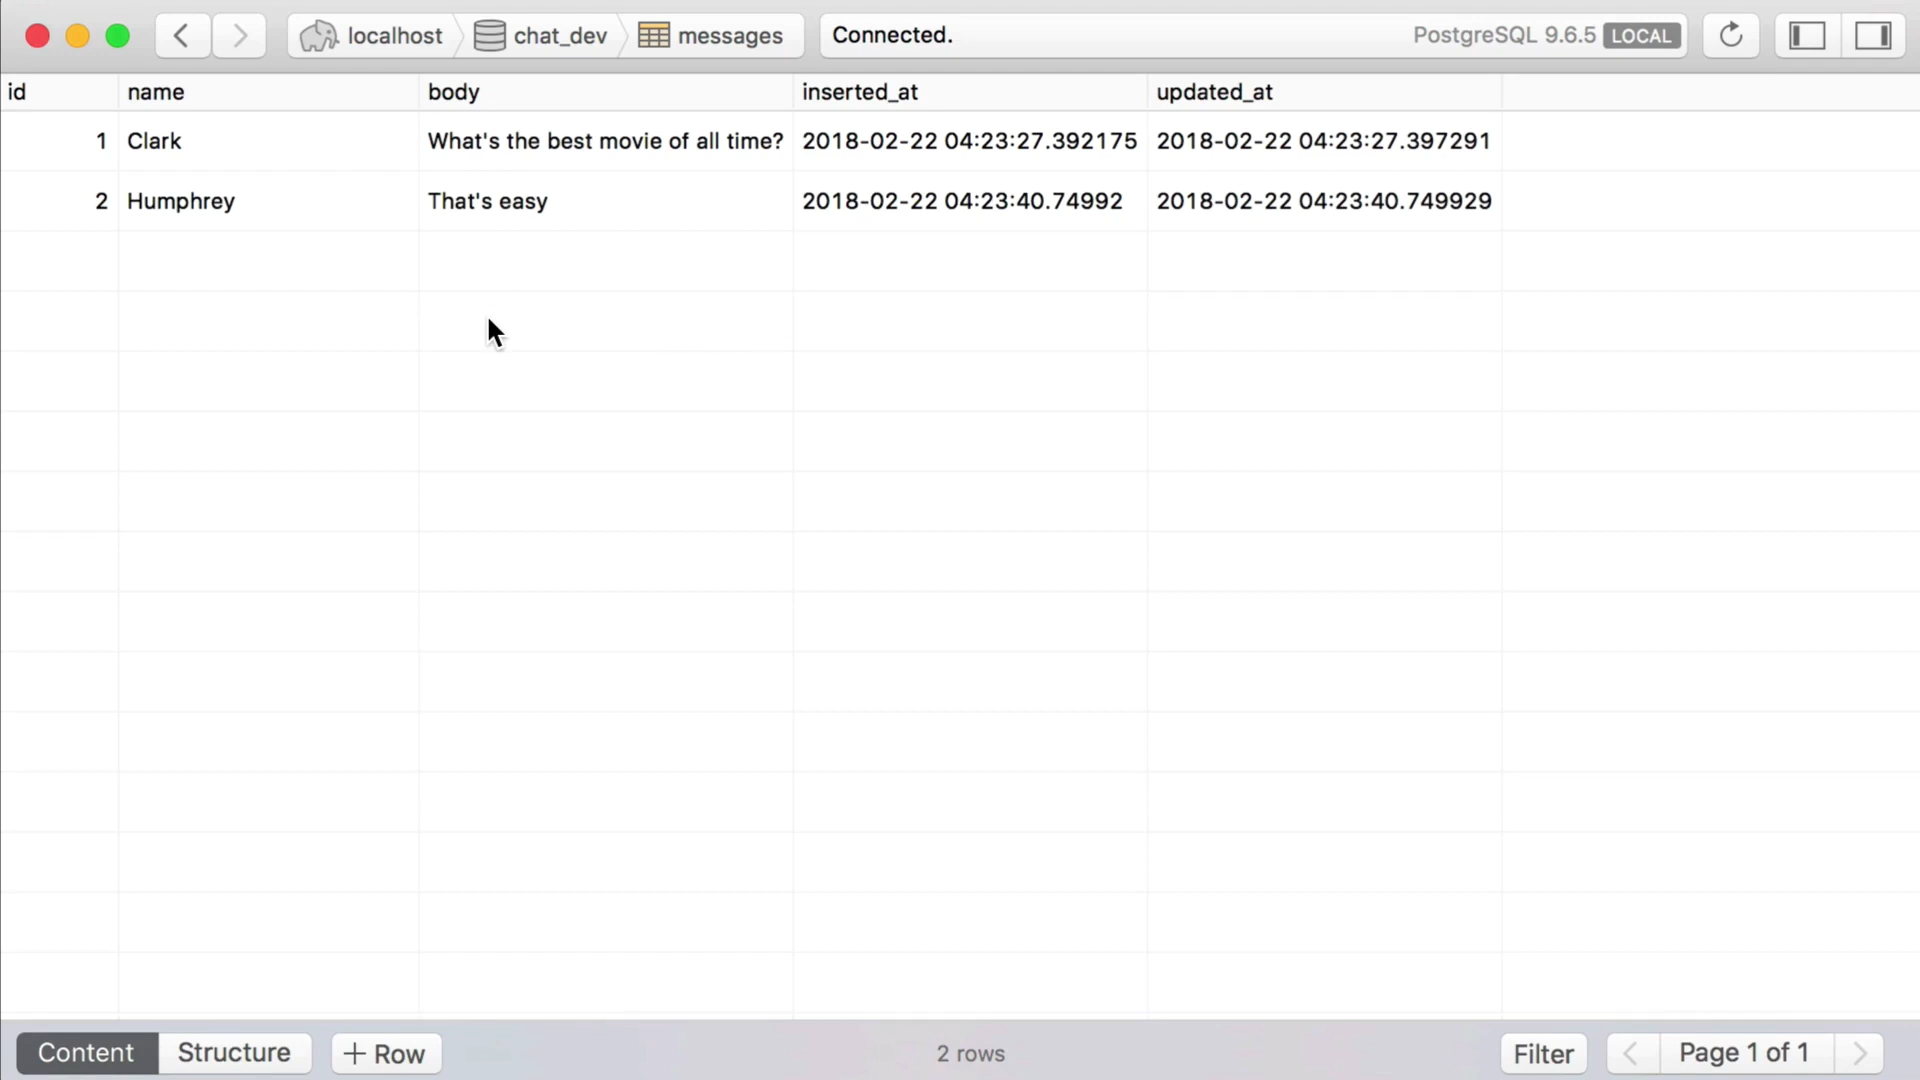 localhost chat_dev messages Connected. PostgreSQL 9.6.5 LOCAL
id name body inserted_at updated_at
1 Clark What's the best movie of all time? 2018-02-22 04:23:27.392175 2018-02-22 04:23:27.397291
2 Humphrey That's easy 2018-02-22 04:23:40.74992 2018-02-22 04:23:40.749929
Content Structure + Row 2 rows Filter Page 1 of 1